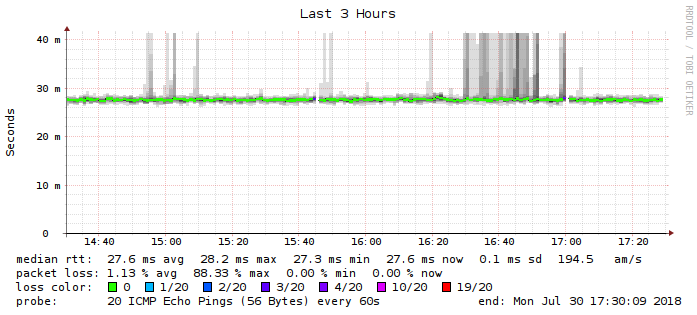 Last 3 Hours
RRDTOOL / TOBI OETIKER
Seconds
40 m
30 m
20 m
10 m
0
14:40 15:00 15:20 15:40 16:00 16:20 16:40 17:00 17:20
median rtt: 27.6 ms avg 28.2 ms max 27.3 ms min 27.6 ms now 0.1 ms sd 194.5 am/s
packet loss: 1.13 % avg 88.33 % max 0.00 % min 0.00 % now
loss color: 0 1/20 2/20 3/20 4/20 10/20 19/20
probe: 20 ICMP Echo Pings (56 Bytes) every 60s end: Mon Jul 30 17:30:09 2018